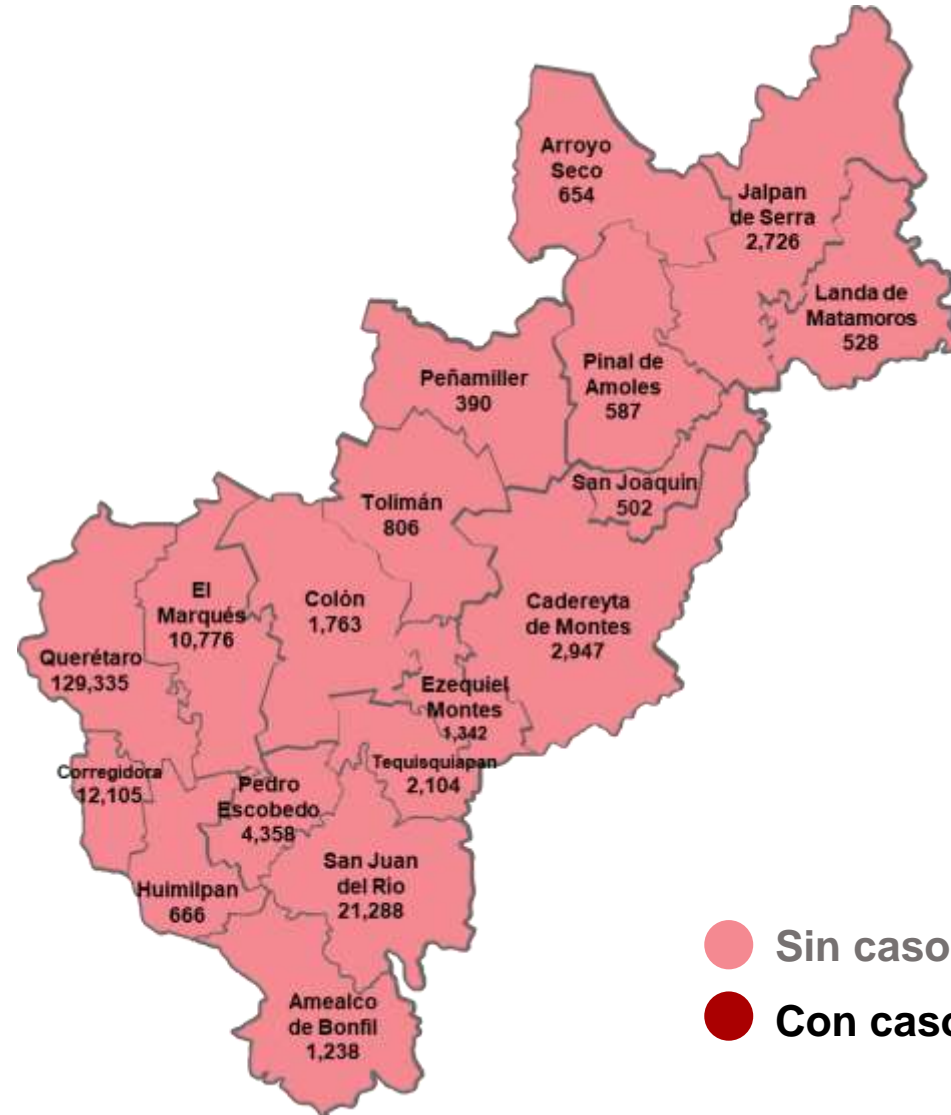 Arroyo
Seco
654
Jalpan
de Serra
2,726
Landa de
Matamoros
528
Peñamiller
390
Pinal de
Amoles
587
San Joaquin
502
Tolimán
806
El
Marqués
10,776
Colón
1,763
Cadereyta
de Montes
2,947
Querétaro
129,335
Ezequiel
Montes
1,342
Corregidora
12,105
Tequisquiapan
2,104
Pedro
Escobedo
4,358
San Juan
del Río
21,288
Huimilpan
666
Amealco
de Bonfil
1,238
Sin caso
Con caso